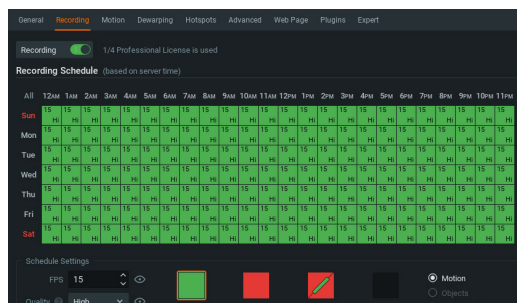 General Recording Motion Dewarping Hotspots Advanced Web Page Plugins Expert
Recording 1/4 Professional License is used
Recording Schedule (based on server time)
All 12AM 1AM 2AM 3AM 4AM 5AM 6AM 7AM 8AM 9AM 10AM 11AM 12PM 1PM 2PM 3PM 4PM 5PM 6PM 7PM 8PM 9PM 10PM 11PM
15 15 15 15 15 15 15 15 15 15 15 15 15 15 15 15 15 15 15 15 15 15 15 15
Sun Hi Hi Hi Hi Hi Hi Hi Hi Hi Hi Hi Hi Hi Hi Hi Hi Hi Hi Hi Hi Hi Hi Hi Hi
15 15 15 15 15 15 15 15 15 15 15 15 15 15 15 15 15 15 15 15 15 15 15 15
Mon Hi Hi Hi Hi Hi Hi Hi Hi Hi Hi Hi Hi Hi Hi Hi Hi Hi Hi Hi Hi Hi Hi Hi Hi
15 15 15 15 15 15 15 15 15 15 15 15 15 15 15 15 15 15 15 15 15 15 15 15
Tue Hi Hi Hi Hi Hi Hi Hi Hi Hi Hi Hi Hi Hi Hi Hi Hi Hi Hi Hi Hi Hi Hi Hi Hi
15 15 15 15 15 15 15 15 15 15 15 15 15 15 15 15 15 15 15 15 15 15 15 15
Wed Hi Hi Hi Hi Hi Hi Hi Hi Hi Hi Hi Hi Hi Hi Hi Hi Hi Hi Hi Hi Hi Hi Hi Hi
15 15 15 15 15 15 15 15 15 15 15 15 15 15 15 15 15 15 15 15 15 15 15 15
Thu Hi Hi Hi Hi Hi Hi Hi Hi Hi Hi Hi Hi Hi Hi Hi Hi Hi Hi Hi Hi Hi Hi Hi Hi
15 15 15 15 15 15 15 15 15 15 15 15 15 15 15 15 15 15 15 15 15 15 15 15
Fri Hi Hi Hi Hi Hi Hi Hi Hi Hi Hi Hi Hi Hi Hi Hi Hi Hi Hi Hi Hi Hi Hi Hi Hi
15 15 15 15 15 15 15 15 15 15 15 15 15 15 15 15 15 15 15 15 15 15 15 15
Sat Hi Hi Hi Hi Hi Hi Hi Hi Hi Hi Hi Hi Hi Hi Hi Hi Hi Hi Hi Hi Hi Hi Hi Hi
Schedule Settings
FPS 15 Motion
Quality High Objects